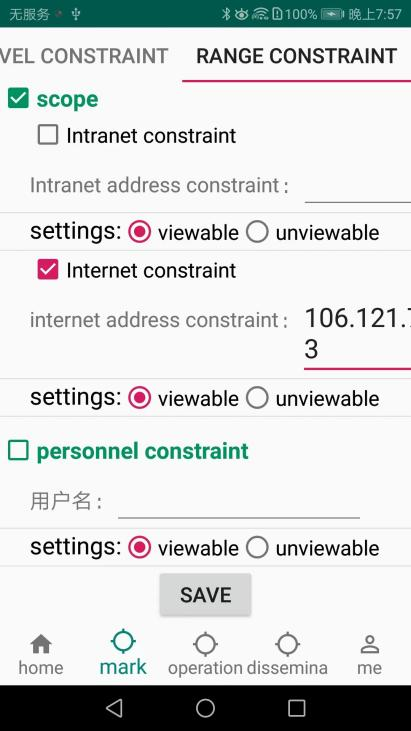 无服务 100% 晚上7:57
VEL CONSTRAINT RANGE CONSTRAINT
scope
Intranet constraint
Intranet address constraint:
settings: viewable unviewable
Internet constraint
internet address constraint: 106.121.7
3
settings: viewable unviewable
personnel constraint
用户名:
settings: viewable unviewable
SAVE
home mark operation dissemina me